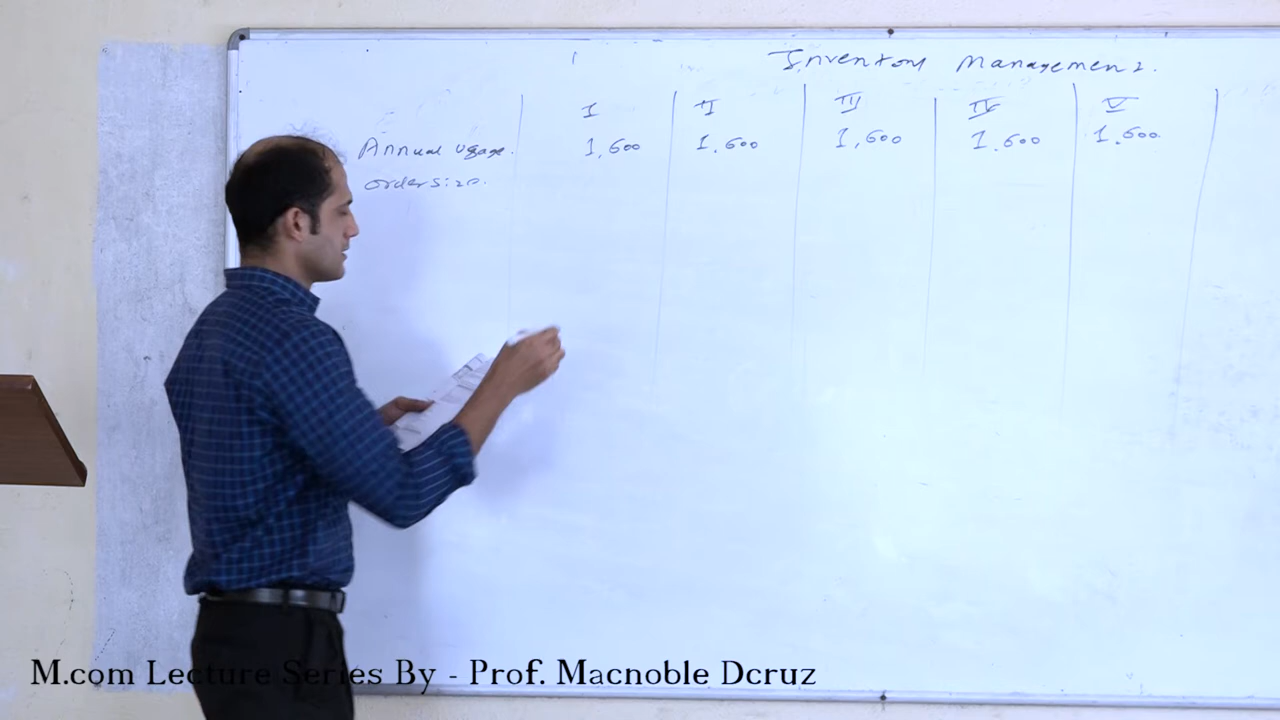 Inventory Management.
I II III IV V
Annual usage. 1,600 1,600 1,600 1,600 1,600
order size.
M.com Lecture Series By - Prof. Macnoble Dcruz